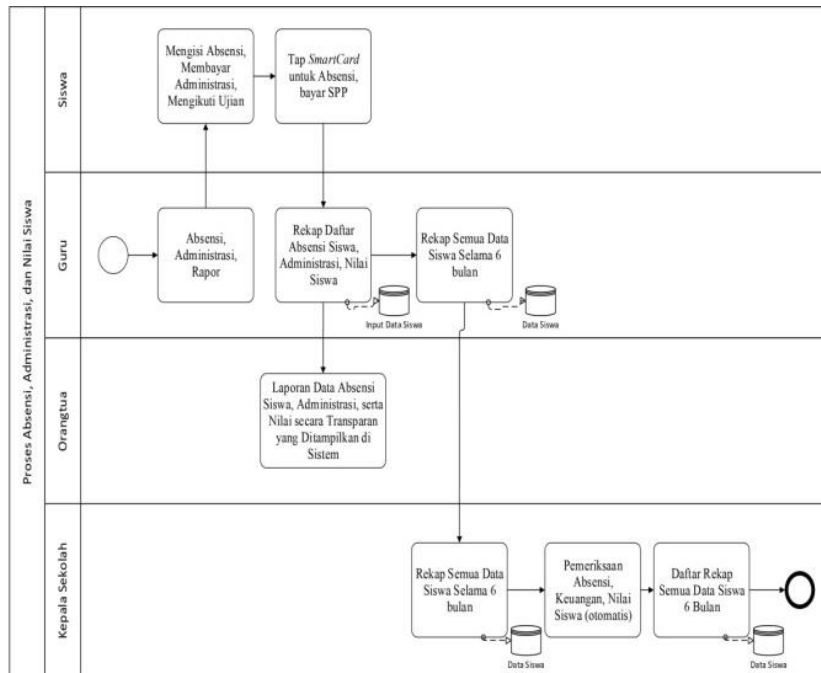 Proses Absensi, Administrasi, dan Nilai Siswa
Siswa
Mengisi Absensi,
Membayar
Administrasi,
Mengikuti Ujian
Tap SmartCard
untuk Absensi,
bayar SPP
Guru
Absensi,
Administrasi,
Rapor
Rekap Daftar
Absensi Siswa,
Administrasi, Nilai
Siswa
Input Data Siswa
Rekap Semua Data
Siswa Selama 6
bulan
Data Siswa
Orangtua
Laporan Data Absensi
Siswa, Administrasi, serta
Nilai secara Transparan
yang Ditampilkan di
Sistem
Kepala Sekolah
Rekap Semua Data
Siswa Selama 6
bulan
Data Siswa
Pemeriksaan
Absensi,
Keuangan, Nilai
Siswa (otomatis)
Daftar Rekap
Semua Data Siswa
6 Bulan
Data Siswa